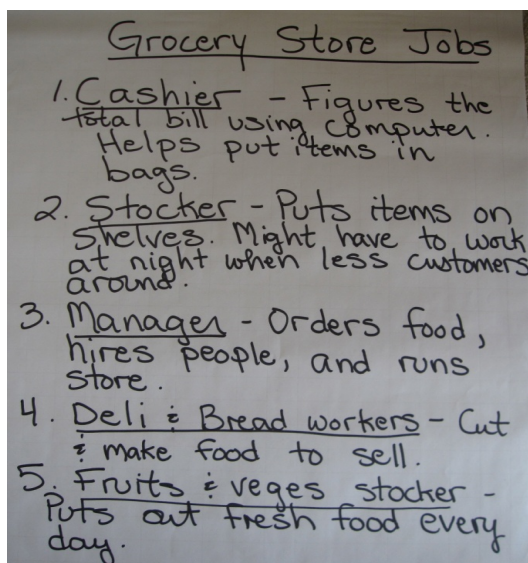 Grocery Store Jobs
1. Cashier - Figures the
total bill using computer.
Helps put items in
bags.
2. Stocker - Puts items on
shelves. Might have to work
at night when less customers
around.
3. Manager - Orders food,
hires people, and runs
store.
4. Deli & Bread workers - Cut
& make food to sell.
5. Fruits & veges stocker -
Puts out fresh food every
day.